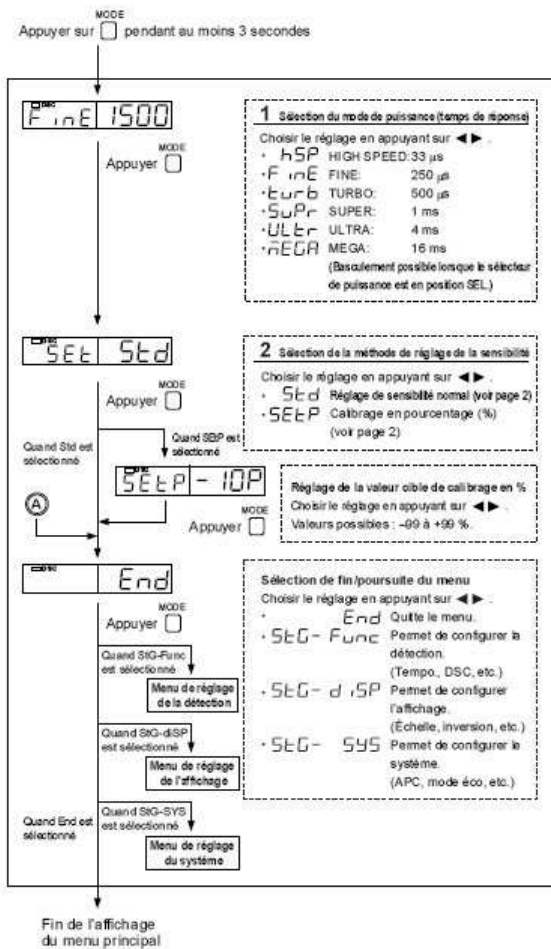 MODE
Appuyer sur pendant au moins 3 secondes
DSC
FinE 1500
MODE
Appuyer
1 Sélection du mode de puissance (temps de réponse)
Choisir le réglage en appuyant sur ◀ ▶ .
· hSP HIGH SPEED: 33 µs
· FinE FINE: 250 µs
· turb TURBO: 500 µs
· SuPr SUPER: 1 ms
· ULtr ULTRA: 4 ms
· mEGA MEGA: 16 ms
(Basculement possible lorsque le sélecteur
de puissance est en position SEL.)
DSC
SEt Std
MODE
Appuyer
2 Sélection de la méthode de réglage de la sensibilité
Choisir le réglage en appuyant sur ◀ ▶ .
· Std Réglage de sensibilité normal (voir page 2)
· SEtP Calibrage en pourcentage (%)
(voir page 2)
Quand Std est
sélectionné
Quand SEtP est
sélectionné
SEtP -10P
MODE
Appuyer
A
Réglage de la valeur cible de calibrage en %
Choisir le réglage en appuyant sur ◀ ▶ .
Valeurs possibles : –99 à +99 %.
DSC
End
MODE
Appuyer
Sélection de fin/poursuite du menu
Choisir le réglage en appuyant sur ◀ ▶ .
· End Quitte le menu.
· StG- Func Permet de configurer la
détection.
(Tempo., DSC, etc.)
· StG- diSP Permet de configurer
l'affichage.
(Échelle, inversion, etc.)
· StG- SYS Permet de configurer le
système.
(APC, mode éco, etc.)
Quand StG-Func
est sélectionné
Menu de réglage
de la détection
Quand StG-diSP
est sélectionné
Menu de réglage
de l'affichage
Quand End est
sélectionné
Quand StG-SYS
est sélectionné
Menu de réglage
du système
Fin de l'affichage
du menu principal